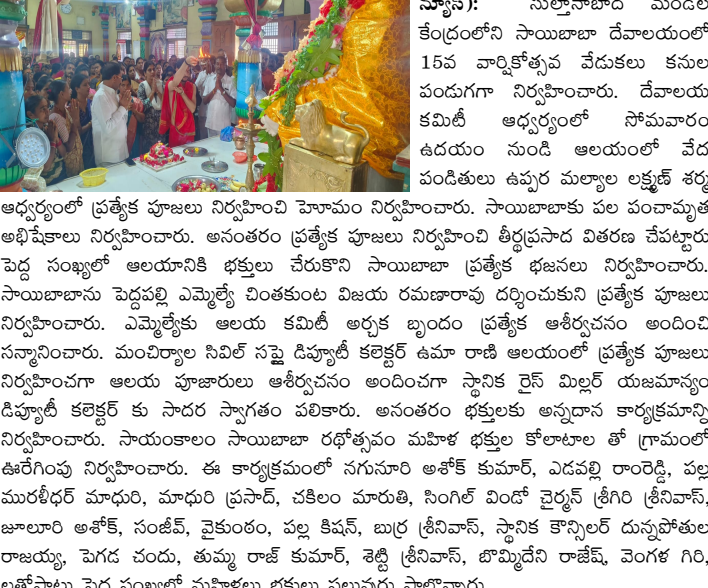 న్యూస్): సుల్తానాబాద్ మండల
కేంద్రంలోని సాయిబాబా దేవాలయంలో
15వ వార్షికోత్సవ వేడుకలు కనుల
పండుగగా నిర్వహించారు. దేవాలయ
కమిటీ ఆధ్వర్యంలో సోమవారం
ఉదయం నుండి ఆలయంలో వేద
పండితులు ఉప్పర మల్యాల లక్ష్మణ్ శర్మ
ఆధ్వర్యంలో ప్రత్యేక పూజలు నిర్వహించి హెూమం నిర్వహించారు. సాయిబాబాకు పల పంచామృత
అభిషేకాలు నిర్వహించారు. అనంతరం ప్రత్యేక పూజలు నిర్వహించి తీర్థప్రసాద వితరణ చేపట్టారు
పెద్ద సంఖ్యలో ఆలయానికి భక్తులు చేరుకొని సాయిబాబా ప్రత్యేక భజనలు నిర్వహించారు.
సాయిబాబాను పెద్దపల్లి ఎమ్మెల్యే చింతకుంట విజయ రమణారావు దర్శించుకుని ప్రత్యేక పూజలు
నిర్వహించారు. ఎమ్మెల్యేకు ఆలయ కమిటీ అర్చక బృందం ప్రత్యేక ఆశీర్వచనం అందించి
సన్మానించారు. మంచిర్యాల సివిల్ సప్లై డిప్యూటీ కలెక్టర్ ఉమా రాణి ఆలయంలో ప్రత్యేక పూజలు
నిర్వహించగా ఆలయ పూజారులు ఆశీర్వచనం అందించగా స్థానిక రైస్ మిల్లర్ యజమాన్యం
డిప్యూటీ కలెక్టర్ కు సాదర స్వాగతం పలికారు. అనంతరం భక్తులకు అన్నదాన కార్యక్రమాన్ని
నిర్వహించారు. సాయంకాలం సాయిబాబా రథోత్సవం మహిళ భక్తుల కోలాటాల తో గ్రామంలో
ఊరేగింపు నిర్వహించారు. ఈ కార్యక్రమంలో నగునూరి అశోక్ కుమార్, ఎడవల్లి రాంరెడ్డి, పల్ల
మురళీధర్ మాధురి, మాధురి ప్రసాద్, చకిలం మారుతి, సింగిల్ విండో చైర్మన్ శ్రీగిరి శ్రీనివాస్,
జూలూరి అశోక్, సంజీవ్, వైకుంఠం, పల్ల కిషన్, బుర్ర శ్రీనివాస్, స్థానిక కౌన్సిలర్ దున్నపోతుల
రాజయ్య, పెగడ చందు, తుమ్మ రాజ్ కుమార్, శెట్టి శ్రీనివాస్, బొమ్మిదేని రాజేష్, వెంగళ గిరి,
లతోపాటు పెద్ద సంఖ్యలో మహిళలు భక్తులు పలువురు పాల్గొన్నారు.